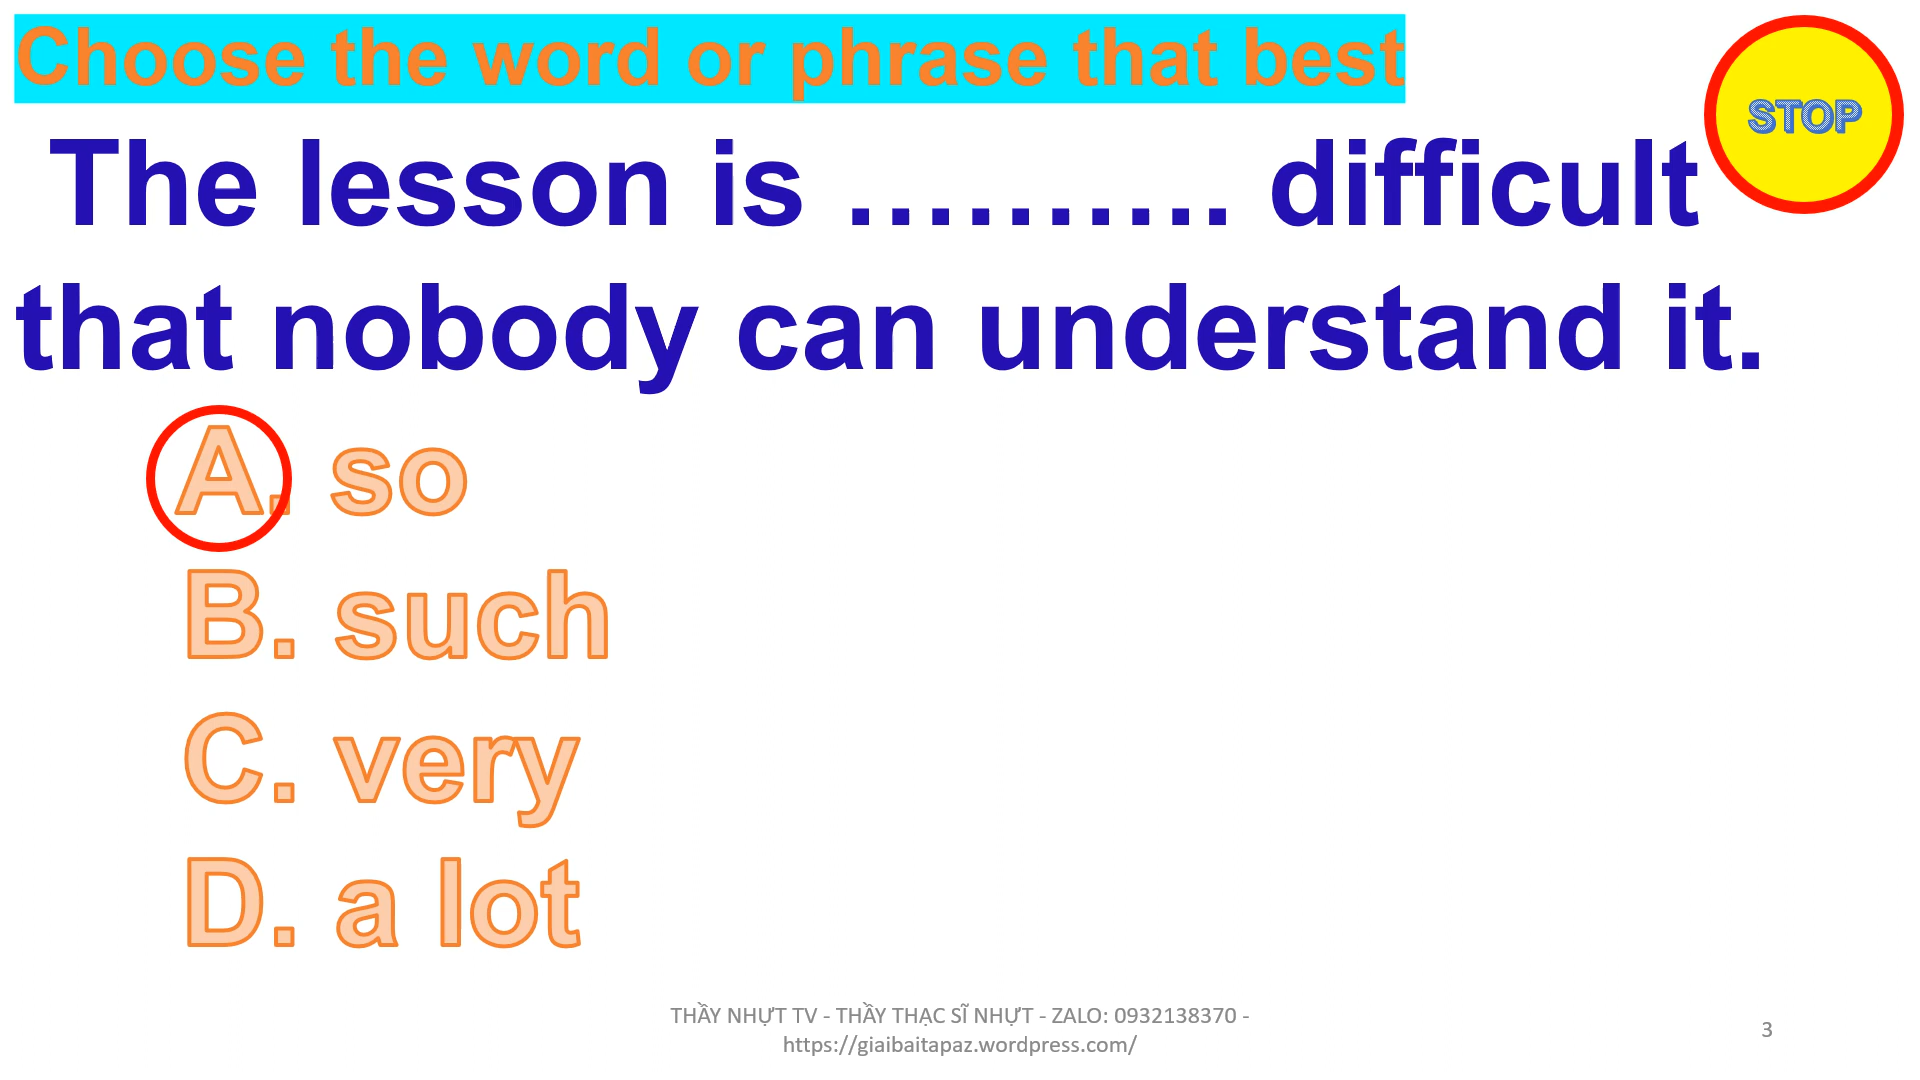 Choose the word or phrase that best
STOP
The lesson is ………. difficult
that nobody can understand it.
A. so
B. such
C. very
D. a lot
THẦY NHỰT TV - THẦY THẠC SĨ NHỰT - ZALO: 0932138370 -
https://giaibaitapaz.wordpress.com/
3